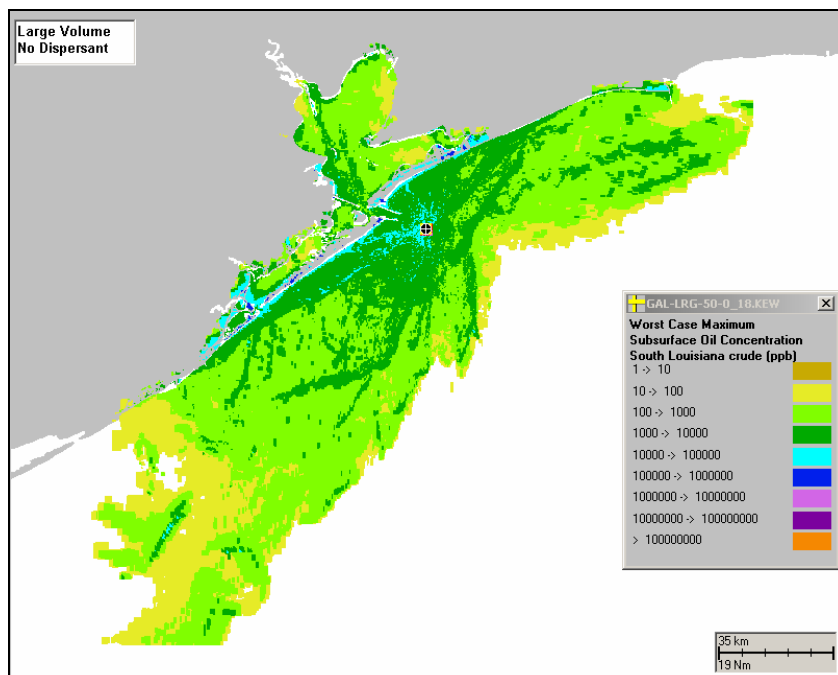 Large Volume
No Dispersant
GAL-LRG-50-0_18.KEW
Worst Case Maximum
Subsurface Oil Concentration
South Louisiana crude (ppb)
1 -> 10
10 -> 100
100 -> 1000
1000 -> 10000
10000 -> 100000
100000 -> 1000000
1000000 -> 10000000
10000000 -> 100000000
> 100000000
35 km
19 Nm